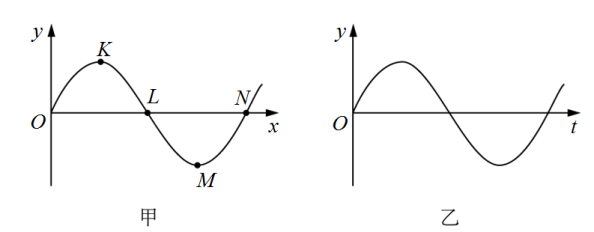 y K L N O x M
y O t
甲 乙